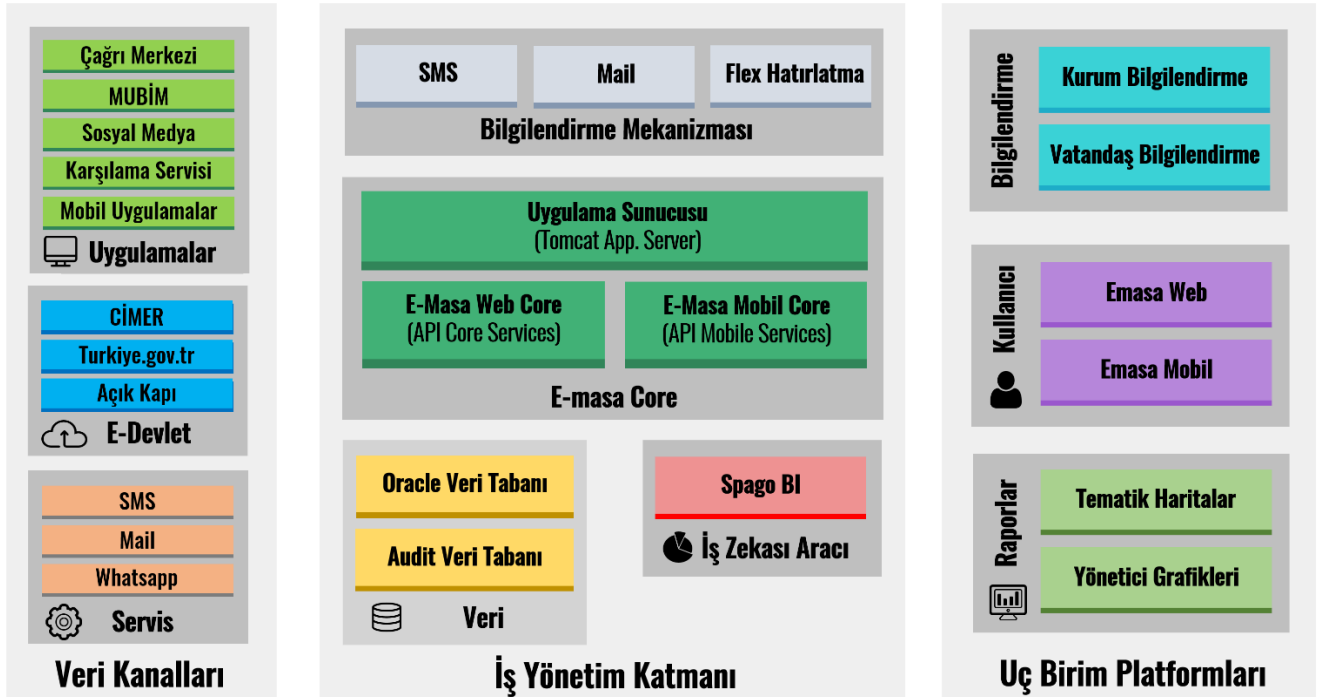 Çağrı Merkezi
MUBİM
Sosyal Medya
Karşılama Servisi
Mobil Uygulamalar
Uygulamalar
CİMER
Turkiye.gov.tr
Açık Kapı
E-Devlet
SMS
Mail
Whatsapp
Servis
Veri Kanalları
SMS
Mail
Flex Hatırlatma
Bilgilendirme Mekanizması
Uygulama Sunucusu
(Tomcat App. Server)
E-Masa Web Core
(API Core Services)
E-Masa Mobil Core
(API Mobile Services)
E-masa Core
Oracle Veri Tabanı
Audit Veri Tabanı
Veri
Spago BI
İş Zekası Aracı
İş Yönetim Katmanı
Bilgilendirme
Kurum Bilgilendirme
Vatandaş Bilgilendirme
Kullanıcı
Emasa Web
Emasa Mobil
Raporlar
Tematik Haritalar
Yönetici Grafikleri
Uç Birim Platformları